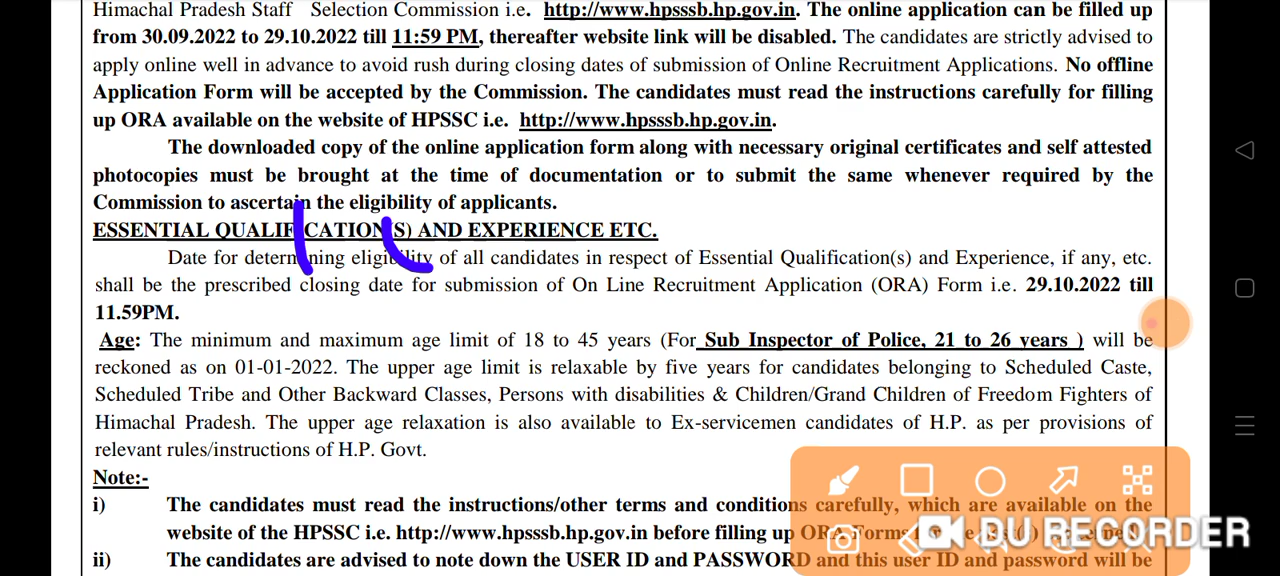 Himachal Pradesh Staff Selection Commission i.e. http://www.hpsssb.hp.gov.in. The online application can be filled up
from 30.09.2022 to 29.10.2022 till 11:59 PM, thereafter website link will be disabled. The candidates are strictly advised to
apply online well in advance to avoid rush during closing dates of submission of Online Recruitment Applications. No offline
Application Form will be accepted by the Commission. The candidates must read the instructions carefully for filling
up ORA available on the website of HPSSC i.e. http://www.hpsssb.hp.gov.in.
The downloaded copy of the online application form along with necessary original certificates and self attested
photocopies must be brought at the time of documentation or to submit the same whenever required by the
Commission to ascertain the eligibility of applicants.
ESSENTIAL QUALIFICATION(S) AND EXPERIENCE ETC.
Date for determining eligibility of all candidates in respect of Essential Qualification(s) and Experience, if any, etc.
shall be the prescribed closing date for submission of On Line Recruitment Application (ORA) Form i.e. 29.10.2022 till
11.59PM.
Age: The minimum and maximum age limit of 18 to 45 years (For Sub Inspector of Police, 21 to 26 years ) will be
reckoned as on 01-01-2022. The upper age limit is relaxable by five years for candidates belonging to Scheduled Caste,
Scheduled Tribe and Other Backward Classes, Persons with disabilities & Children/Grand Children of Freedom Fighters of
Himachal Pradesh. The upper age relaxation is also available to Ex-servicemen candidates of H.P. as per provisions of
relevant rules/instructions of H.P. Govt.
Note:-
i) The candidates must read the instructions/other terms and conditions carefully, which are available on the
website of the HPSSC i.e. http://www.hpsssb.hp.gov.in before filling up ORA Forms
DU RECORDER
ii) The candidates are advised to note down the USER ID and PASSWORD and this user ID and password will be